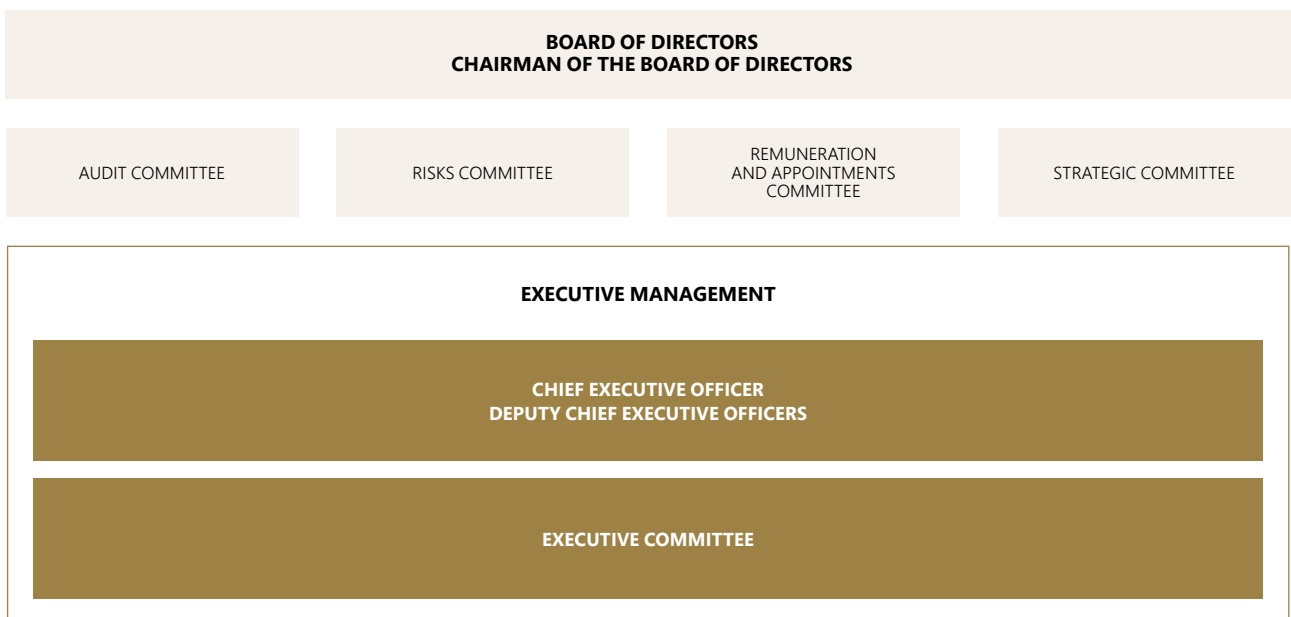 BOARD OF DIRECTORS
CHAIRMAN OF THE BOARD OF DIRECTORS
AUDIT COMMITTEE
RISKS COMMITTEE
REMUNERATION
AND APPOINTMENTS
COMMITTEE
STRATEGIC COMMITTEE
EXECUTIVE MANAGEMENT
CHIEF EXECUTIVE OFFICER
DEPUTY CHIEF EXECUTIVE OFFICERS
EXECUTIVE COMMITTEE